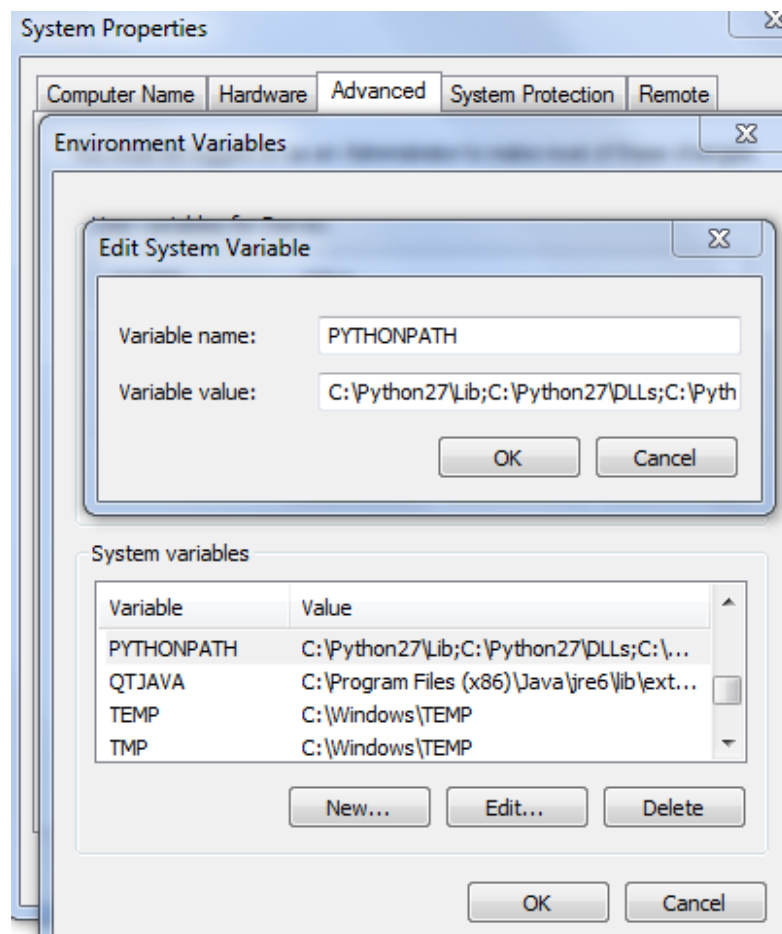 System Properties
Computer Name Hardware Advanced System Protection Remote
Environment Variables
Edit System Variable
Variable name: PYTHONPATH
Variable value: C:\Python27\Lib;C:\Python27\DLLs;C:\Pyth
OK Cancel
System variables
Variable Value
PYTHONPATH C:\Python27\Lib;C:\Python27\DLLs;C:\...
QTJAVA C:\Program Files (x86)\Java\jre6\lib\ext...
TEMP C:\Windows\TEMP
TMP C:\Windows\TEMP
New... Edit... Delete
OK Cancel